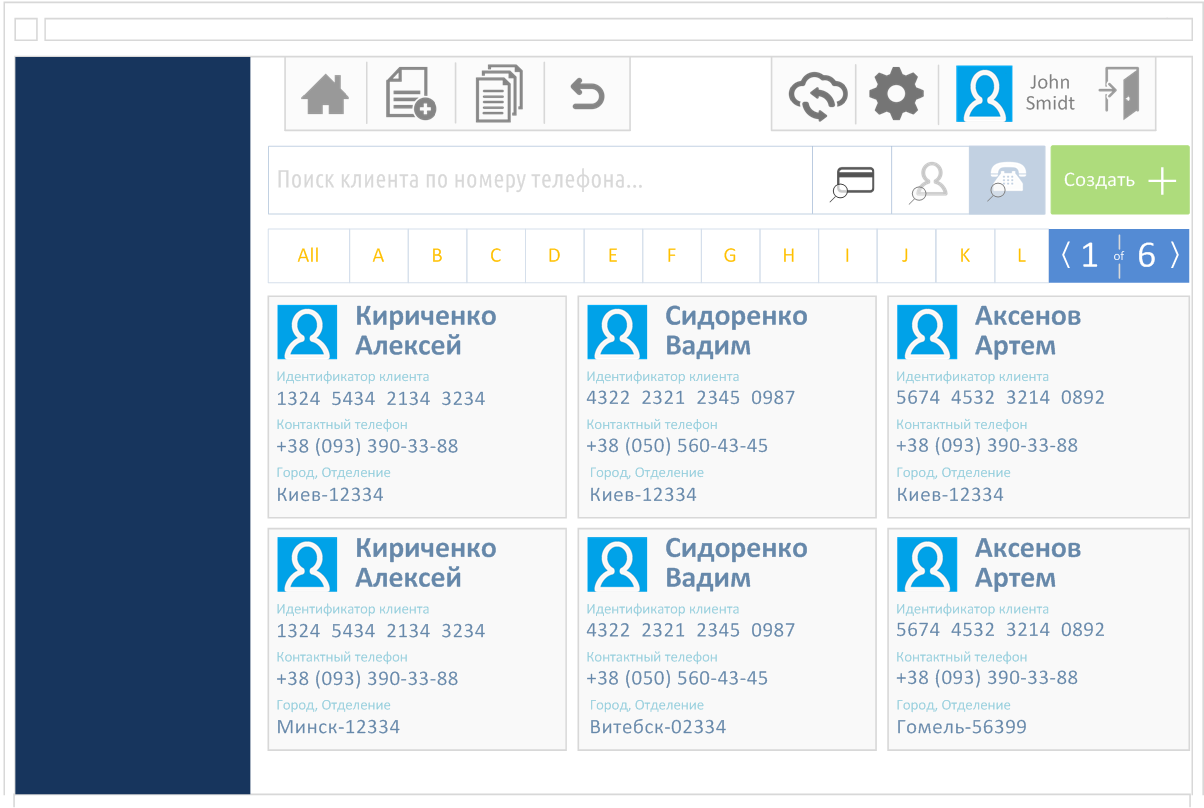 John
Smidt
Поиск клиента по номеру телефона...
Создать
All A B C D E F G H I J K L 1 of 6
Кириченко
Алексей
Идентификатор клиента
1324 5434 2134 3234
Контактный телефон
+38 (093) 390-33-88
Город, Отделение
Киев-12334
Сидоренко
Вадим
Идентификатор клиента
4322 2321 2345 0987
Контактный телефон
+38 (050) 560-43-45
Город, Отделение
Киев-12334
Аксенов
Артем
Идентификатор клиента
5674 4532 3214 0892
Контактный телефон
+38 (093) 390-33-88
Город, Отделение
Киев-12334
Кириченко
Алексей
Идентификатор клиента
1324 5434 2134 3234
Контактный телефон
+38 (093) 390-33-88
Город, Отделение
Минск-12334
Сидоренко
Вадим
Идентификатор клиента
4322 2321 2345 0987
Контактный телефон
+38 (050) 560-43-45
Город, Отделение
Витебск-02334
Аксенов
Артем
Идентификатор клиента
5674 4532 3214 0892
Контактный телефон
+38 (093) 390-33-88
Город, Отделение
Гомель-56399